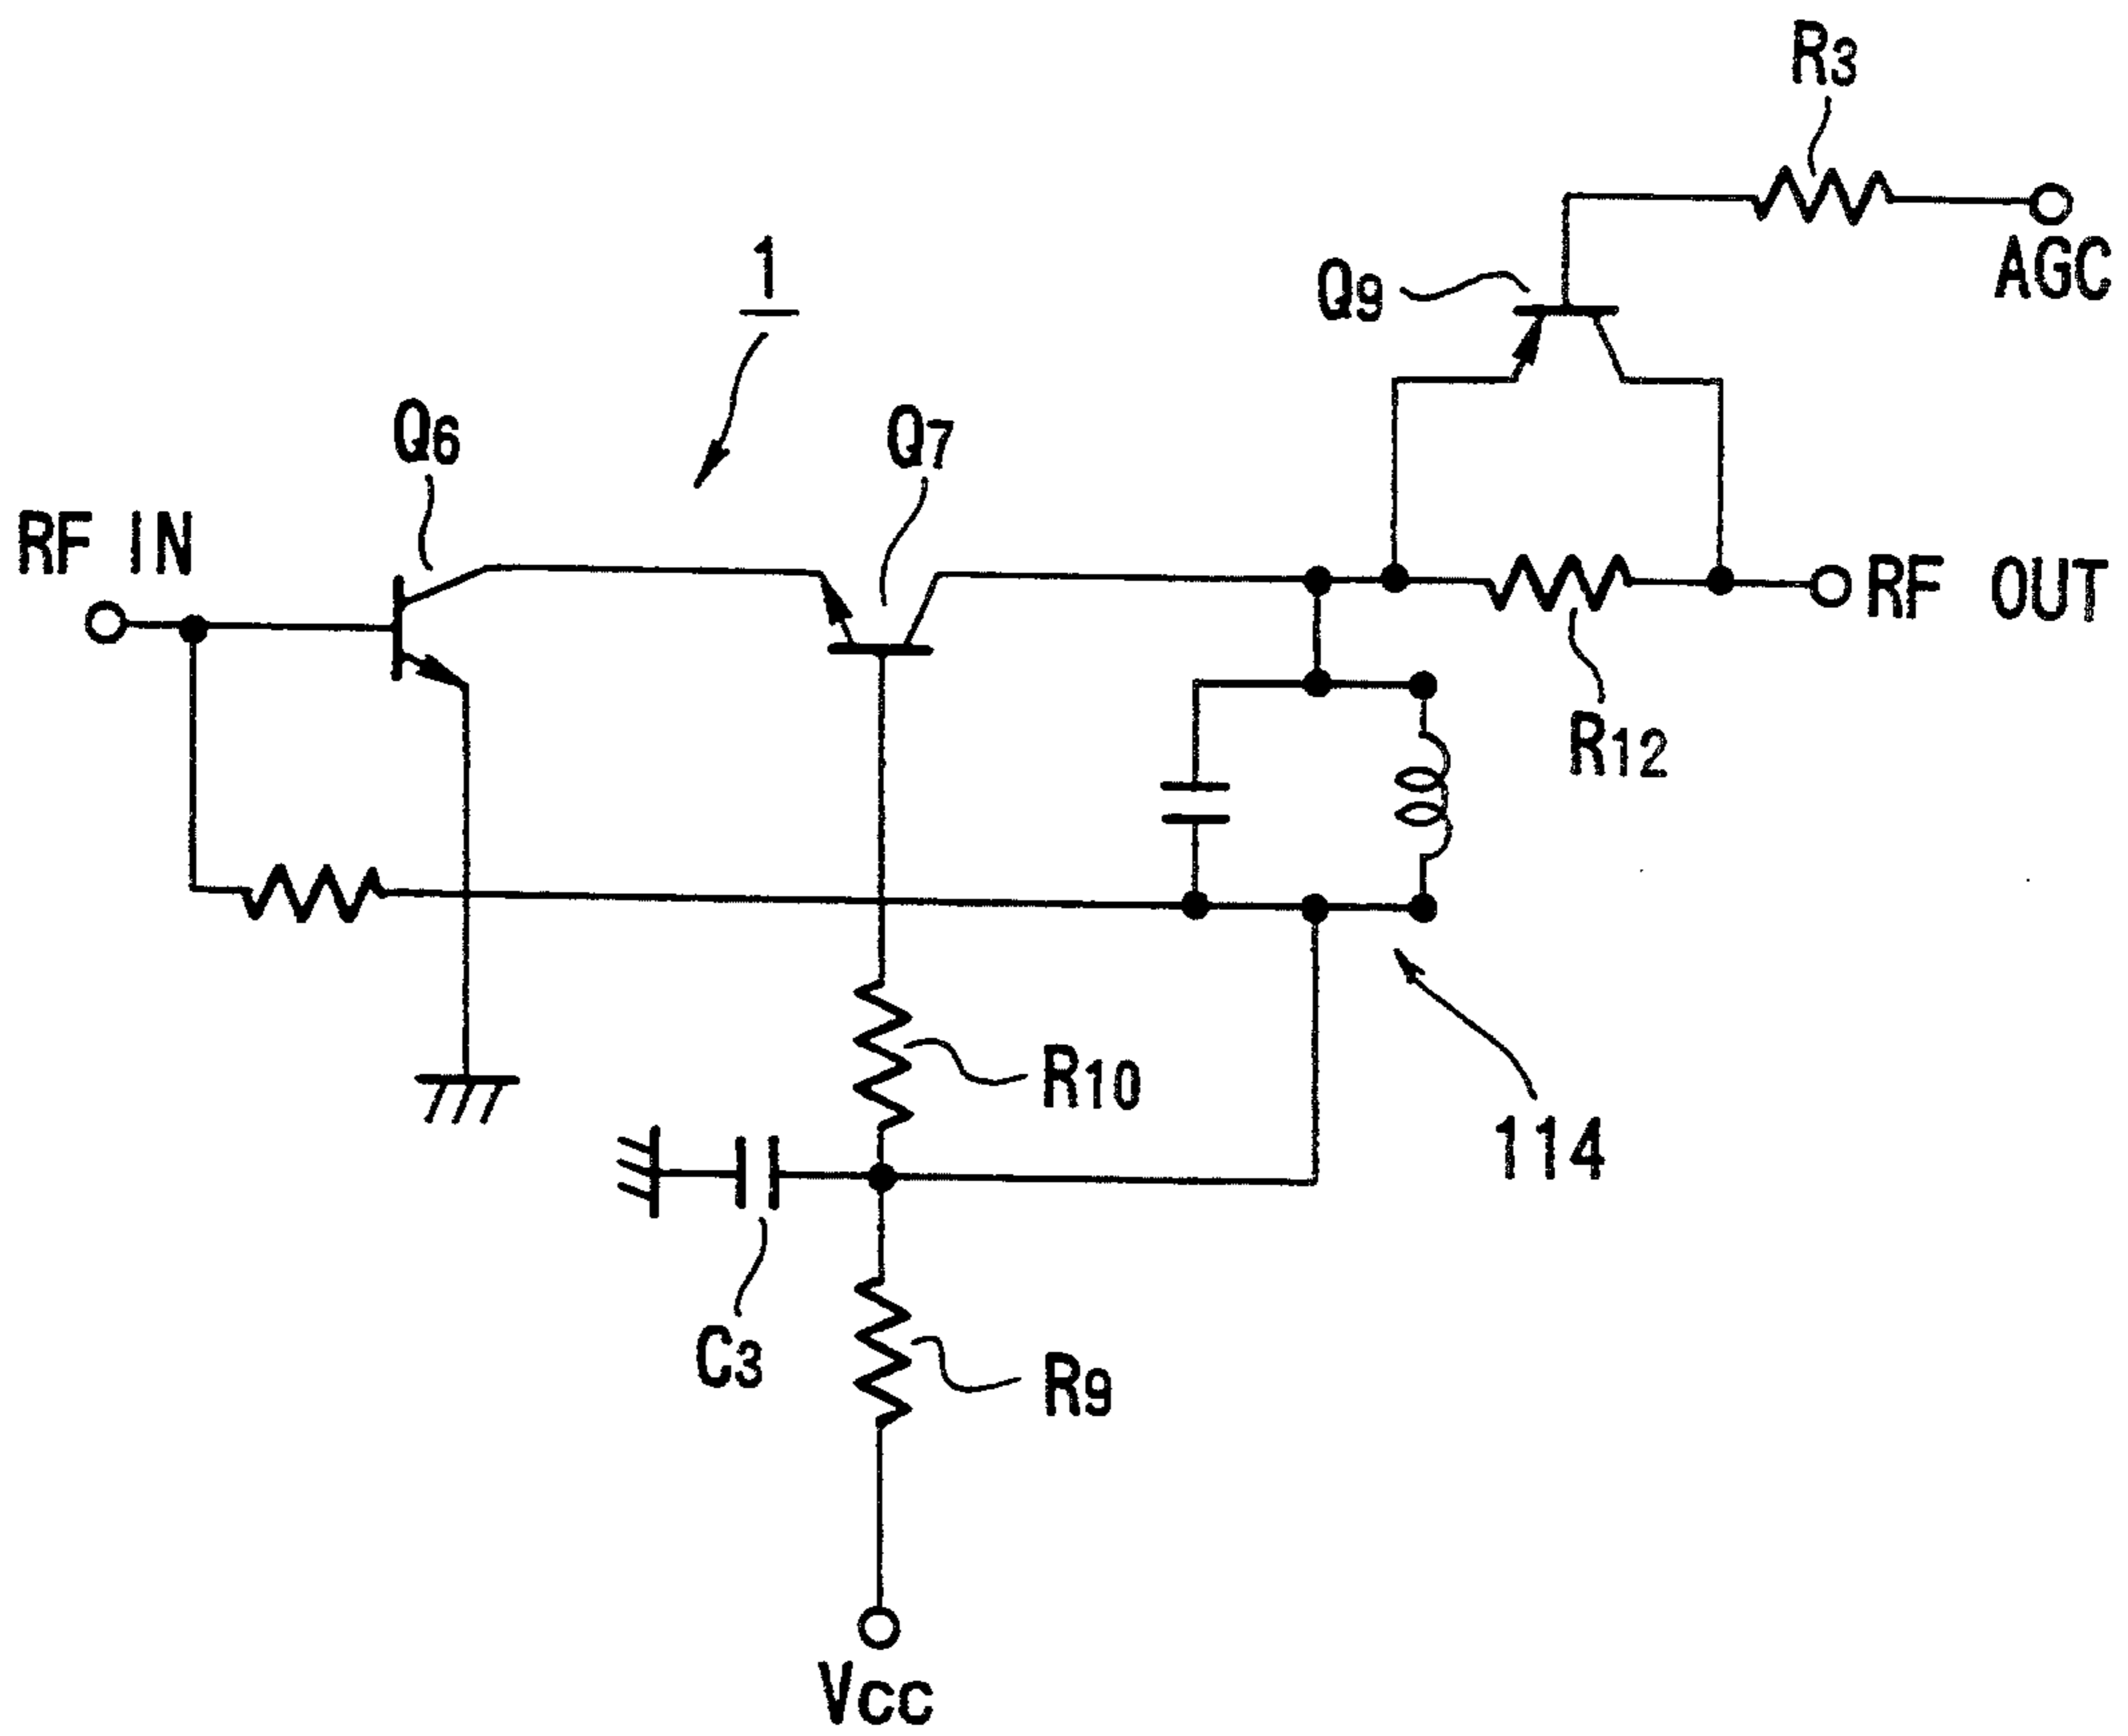 R3
AGC
1
Q9
Q6
Q7
RF IN
RF OUT
R12
R10
114
C3
R9
Vcc